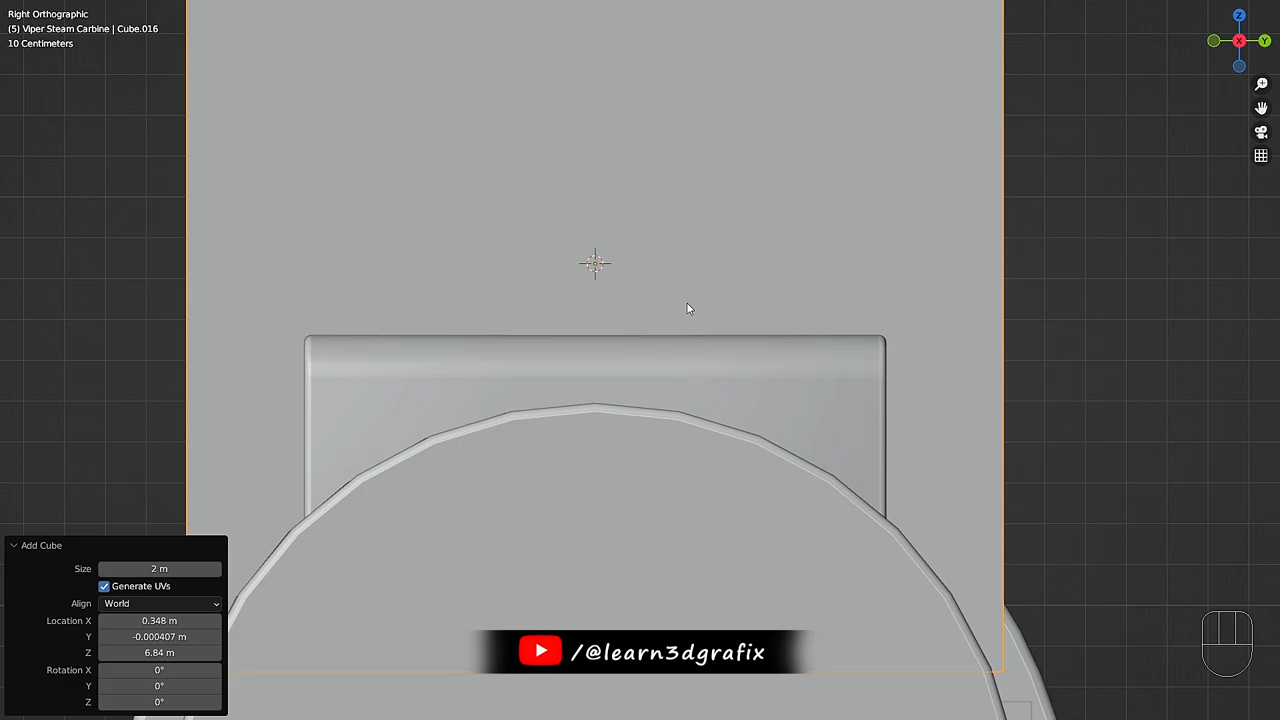 Right Orthographic
(5) Viper Steam Carbine | Cube.016
10 Centimeters
Z
X
Y
Add Cube
Size 2 m
Generate UVs
Align World
Location X 0.348 m
Y -0.000407 m
Z 6.84 m
Rotation X 0°
Y 0°
Z 0°
/@learn3dgrafix